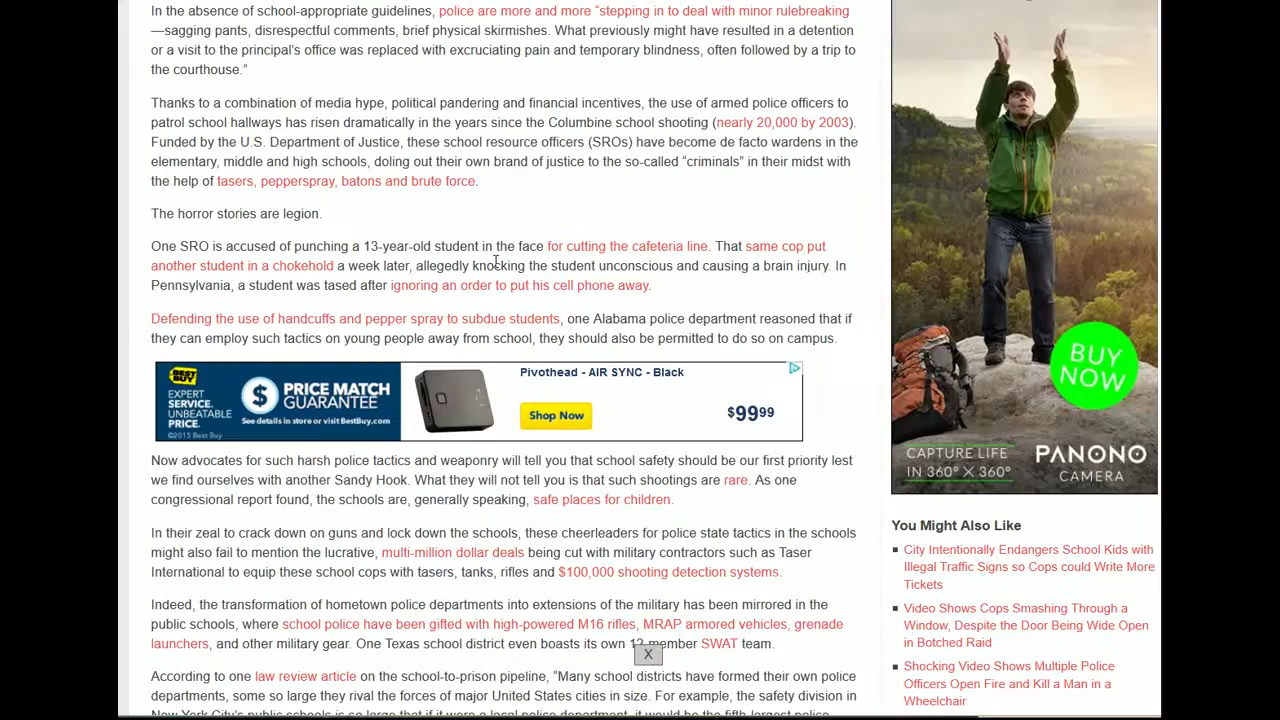 In the absence of school-appropriate guidelines, police are more and more “stepping in to deal with minor rulebreaking
—sagging pants, disrespectful comments, brief physical skirmishes. What previously might have resulted in a detention
or a visit to the principal’s office was replaced with excruciating pain and temporary blindness, often followed by a trip to
the courthouse.”
Thanks to a combination of media hype, political pandering and financial incentives, the use of armed police officers to
patrol school hallways has risen dramatically in the years since the Columbine school shooting (nearly 20,000 by 2003).
Funded by the U.S. Department of Justice, these school resource officers (SROs) have become de facto wardens in the
elementary, middle and high schools, doling out their own brand of justice to the so-called “criminals” in their midst with
the help of tasers, pepperspray, batons and brute force.
The horror stories are legion.
One SRO is accused of punching a 13-year-old student in the face for cutting the cafeteria line. That same cop put
another student in a chokehold a week later, allegedly knocking the student unconscious and causing a brain injury. In
Pennsylvania, a student was tased after ignoring an order to put his cell phone away.
Defending the use of handcuffs and pepper spray to subdue students, one Alabama police department reasoned that if
they can employ such tactics on young people away from school, they should also be permitted to do so on campus.
BEST BUY
EXPERT
SERVICE.
UNBEATABLE
PRICE.
©2015 Best Buy
$ PRICE MATCH
GUARANTEE
See details in store or visit BestBuy.com
Pivothead - AIR SYNC - Black
Shop Now
$9999
Now advocates for such harsh police tactics and weaponry will tell you that school safety should be our first priority lest
we find ourselves with another Sandy Hook. What they will not tell you is that such shootings are rare. As one
congressional report found, the schools are, generally speaking, safe places for children.
In their zeal to crack down on guns and lock down the schools, these cheerleaders for police state tactics in the schools
might also fail to mention the lucrative, multi-million dollar deals being cut with military contractors such as Taser
International to equip these school cops with tasers, tanks, rifles and $100,000 shooting detection systems.
Indeed, the transformation of hometown police departments into extensions of the military has been mirrored in the
public schools, where school police have been gifted with high-powered M16 rifles, MRAP armored vehicles, grenade
launchers, and other military gear. One Texas school district even boasts its own 12-member SWAT team.
X
According to one law review article on the school-to-prison pipeline, “Many school districts have formed their own police
departments, some so large they rival the forces of major United States cities in size. For example, the safety division in
New York City’s public schools is so large that if it were a local police department, it would be the fifth-largest police
BUY
NOW
CAPTURE LIFE
IN 360° X 360°
PANONO
CAMERA
You Might Also Like
City Intentionally Endangers School Kids with
Illegal Traffic Signs so Cops could Write More
Tickets
Video Shows Cops Smashing Through a
Window, Despite the Door Being Wide Open
in Botched Raid
Shocking Video Shows Multiple Police
Officers Open Fire and Kill a Man in a
Wheelchair